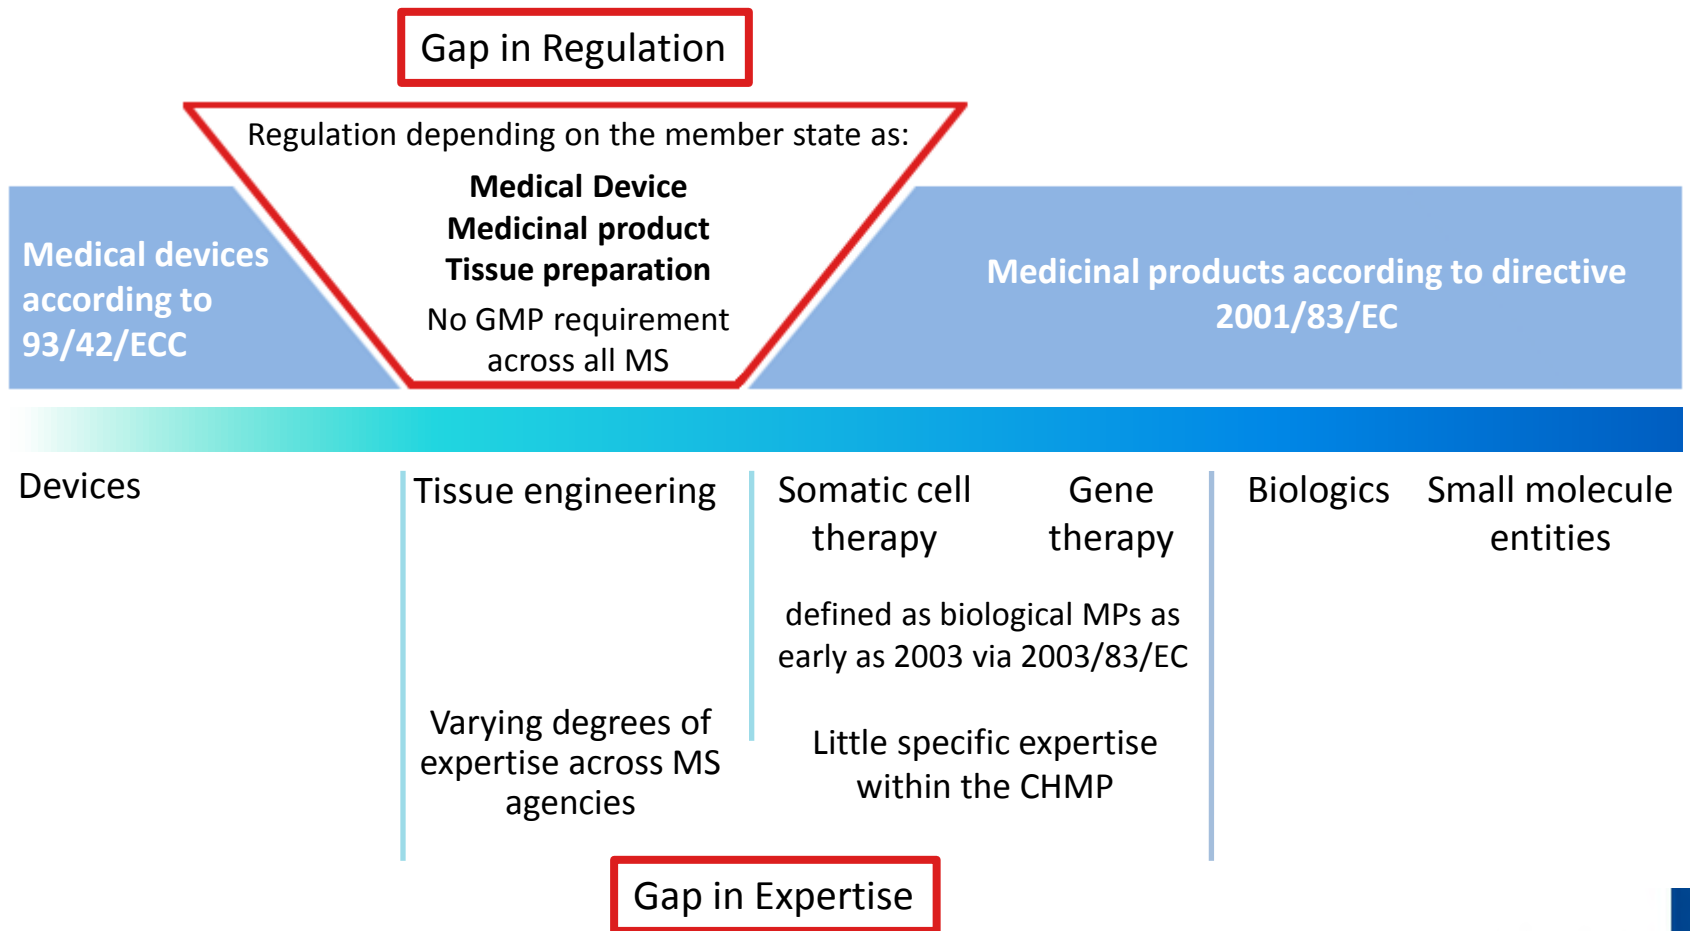 Gap in Regulation
Regulation depending on the member state as:
Medical Device
Medicinal product
Tissue preparation
No GMP requirement
across all MS
Medical devices
according to
93/42/ECC
Medicinal products according to directive
2001/83/EC
Devices
Tissue engineering
Somatic cell
therapy
Gene
therapy
Biologics
Small molecule
entities
defined as biological MPs as
early as 2003 via 2003/83/EC
Varying degrees of
expertise across MS
agencies
Little specific expertise
within the CHMP
Gap in Expertise